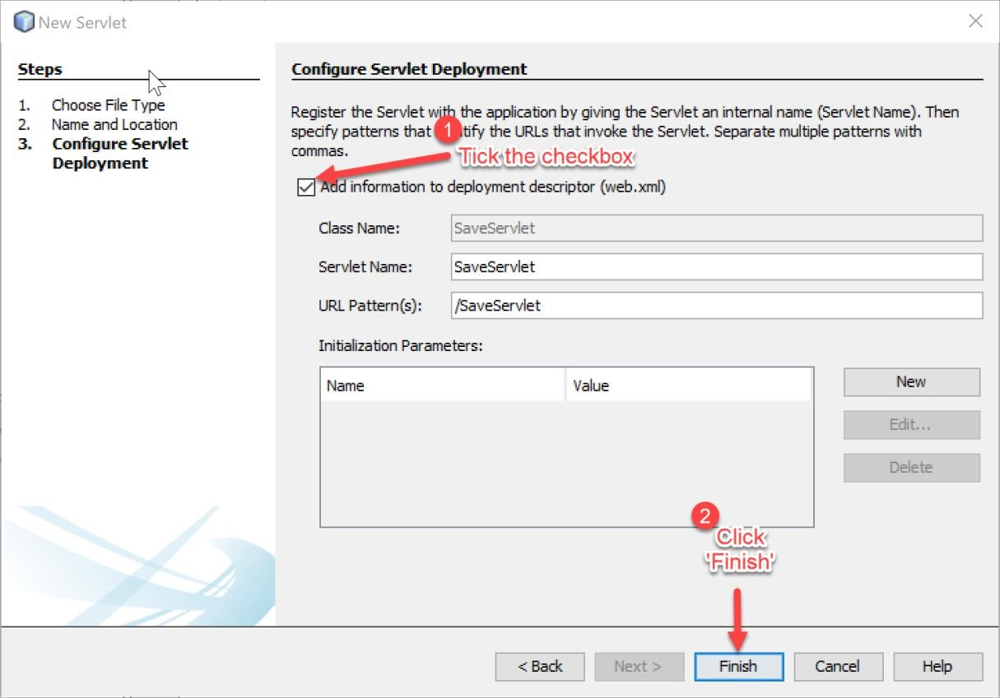 New Servlet
Steps
1. Choose File Type
2. Name and Location
3. Configure Servlet
Deployment
Configure Servlet Deployment
Register the Servlet with the application by giving the Servlet an internal name (Servlet Name). Then
specify patterns that tify the URLs that invoke the Servlet. Separate multiple patterns with
commas.
1
Tick the checkbox
Add information to deployment descriptor (web.xml)
Class Name: SaveServlet
Servlet Name: SaveServlet
URL Pattern(s): /SaveServlet
Initialization Parameters:
Name Value
New
Edit...
Delete
2
Click
'Finish'
< Back Next > Finish Cancel Help